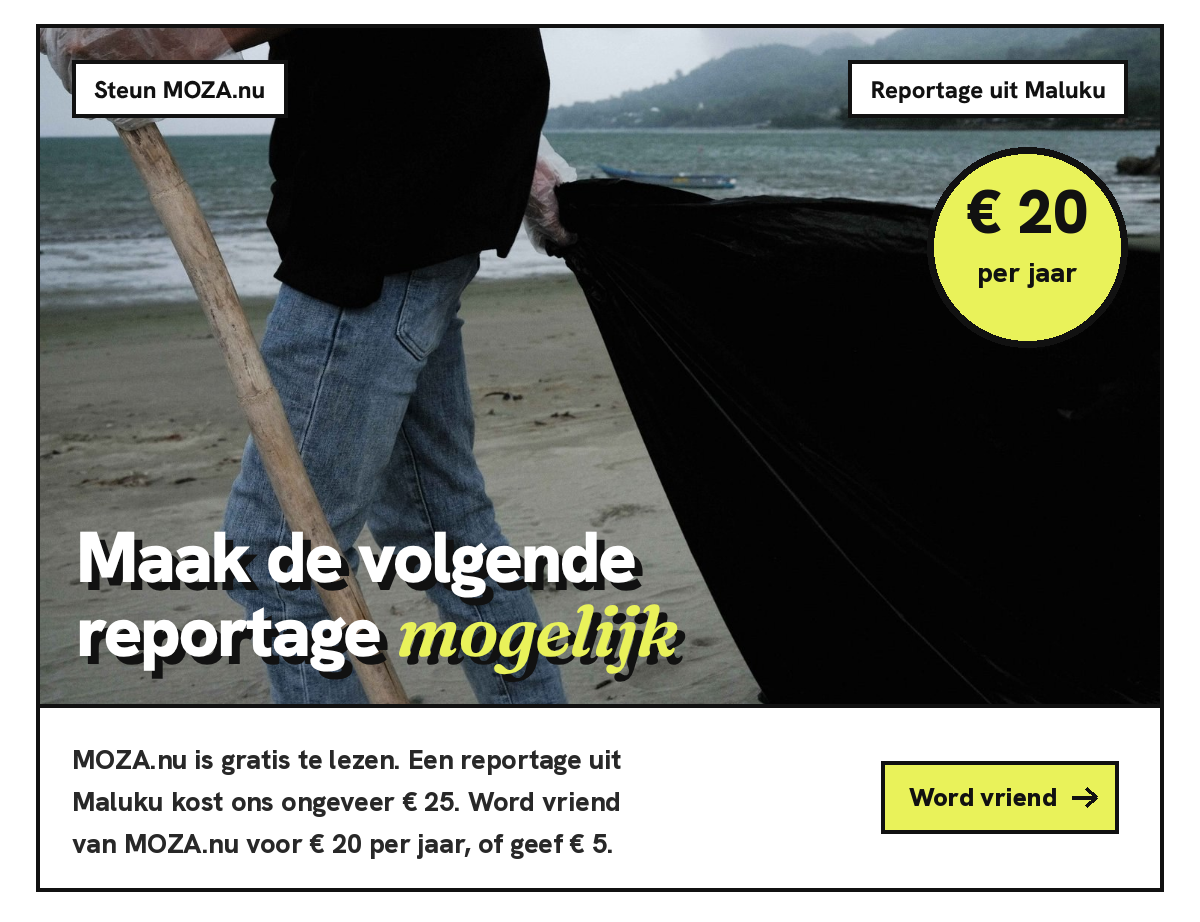 Steun MOZA.nu
Reportage uit Maluku
€ 20
per jaar
Maak de volgende
reportage mogelijk
MOZA.nu is gratis te lezen. Een reportage uit
Maluku kost ons ongeveer € 25. Word vriend
van MOZA.nu voor € 20 per jaar, of geef € 5.
Word vriend →